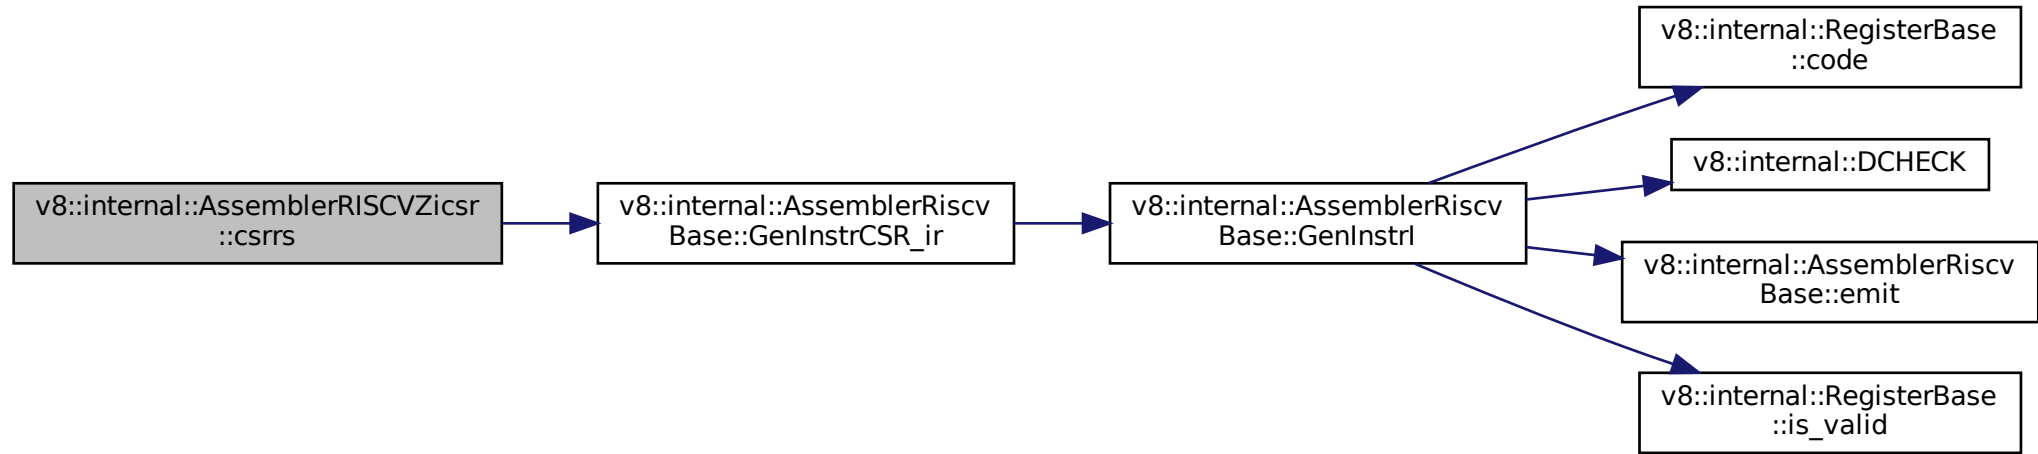 v8::internal::RegisterBase
::code
v8::internal::DCHECK
v8::internal::AssemblerRISCVZicsr
::csrrs
v8::internal::AssemblerRiscv
Base::GenInstrCSR_ir
v8::internal::AssemblerRiscv
Base::GenInstrI
v8::internal::AssemblerRiscv
Base::emit
v8::internal::RegisterBase
::is_valid